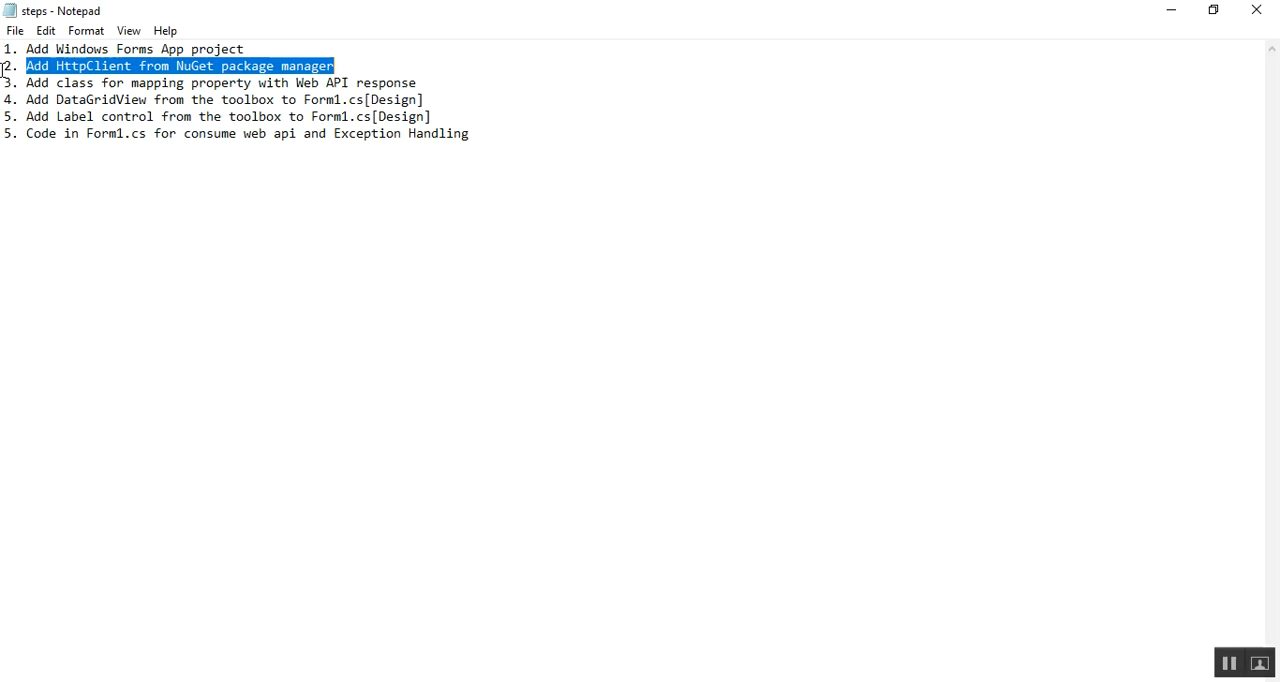 steps - Notepad
File Edit Format View Help
1. Add Windows Forms App project
2. Add HttpClient from NuGet package manager
3. Add class for mapping property with Web API response
4. Add DataGridView from the toolbox to Form1.cs[Design]
5. Add Label control from the toolbox to Form1.cs[Design]
5. Code in Form1.cs for consume web api and Exception Handling